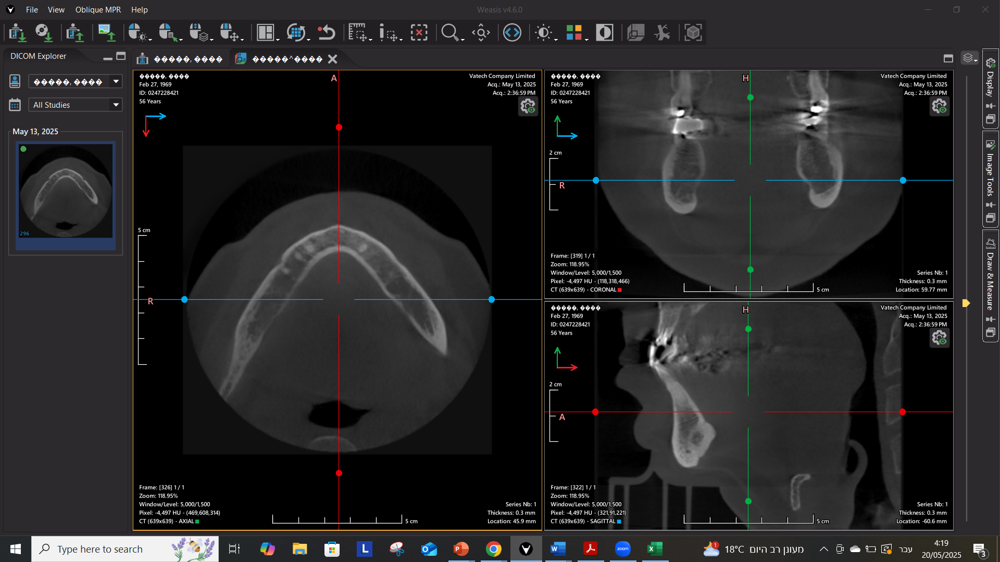 File View Oblique MPR Help
Weasis v4.6.0
DICOM Explorer
�����, ����
�����^����
�����, ����
All Studies
May 13, 2025
296
�����, ����
Feb 27, 1969
ID: 0247228421
56 Years
A
Vatech Company Limited
Acq.: May 13, 2025
Acq.: 2:36:59 PM
5 cm
R
Frame: [326] 1 / 1
Zoom: 118.95%
Window/Level: 5,000/1,500
Pixel: -4,497 HU - (469,608,314)
CT (639x639) - AXIAL
5 cm
Series Nb: 1
Thickness: 0.3 mm
Location: 45.9 mm
�����, ����
Feb 27, 1969
ID: 0247228421
56 Years
H
Vatech Company Limited
Acq.: May 13, 2025
Acq.: 2:36:59 PM
2 cm
R
Frame: [319] 1 / 1
Zoom: 118.95%
Window/Level: 5,000/1,500
Pixel: -4,497 HU - (118,318,466)
CT (639x639) - CORONAL
5 cm
Series Nb: 1
Thickness: 0.3 mm
Location: 59.77 mm
�����, ����
Feb 27, 1969
ID: 0247228421
56 Years
H
Vatech Company Limited
Acq.: May 13, 2025
Acq.: 2:36:59 PM
2 cm
A
Frame: [322] 1 / 1
Zoom: 118.95%
Window/Level: 5,000/1,500
Pixel: -4,497 HU - (321,91,221)
CT (639x639) - SAGITTAL
5 cm
Series Nb: 1
Thickness: 0.3 mm
Location: -60.6 mm
Display
Image Tools
Draw & Measure
Type here to search
L
O
P
W
zoom
X
1
18°C מעונן רב היום
עבר
4:19
20/05/2025
3